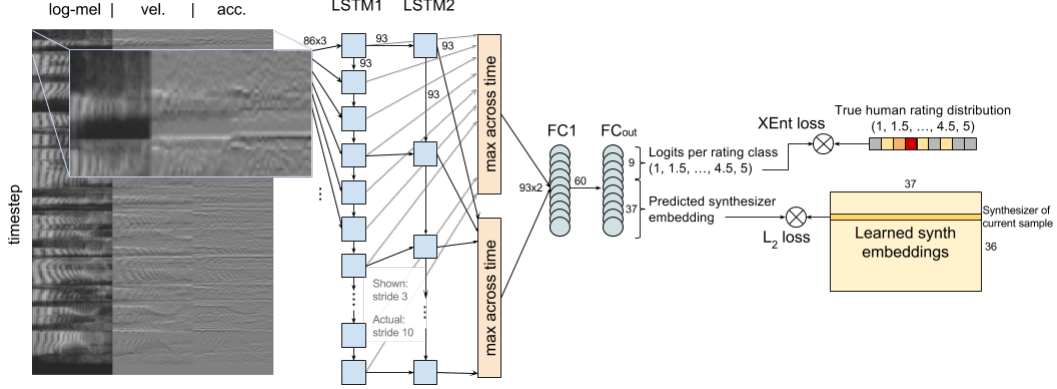 log-mel | vel. | acc.
LSTM1 LSTM2
timestep
86x3
93
93
93
93
⋮
Shown:
stride 3
Actual:
stride 10
max across time
max across time
93x2
FC1
60
FCout
9
37
Logits per rating class
(1, 1.5, ..., 4.5, 5)
Predicted synthesizer
embedding
XEnt loss
L2 loss
True human rating distribution
(1, 1.5, ..., 4.5, 5)
37
Learned synth
embeddings
Synthesizer of
current sample
36